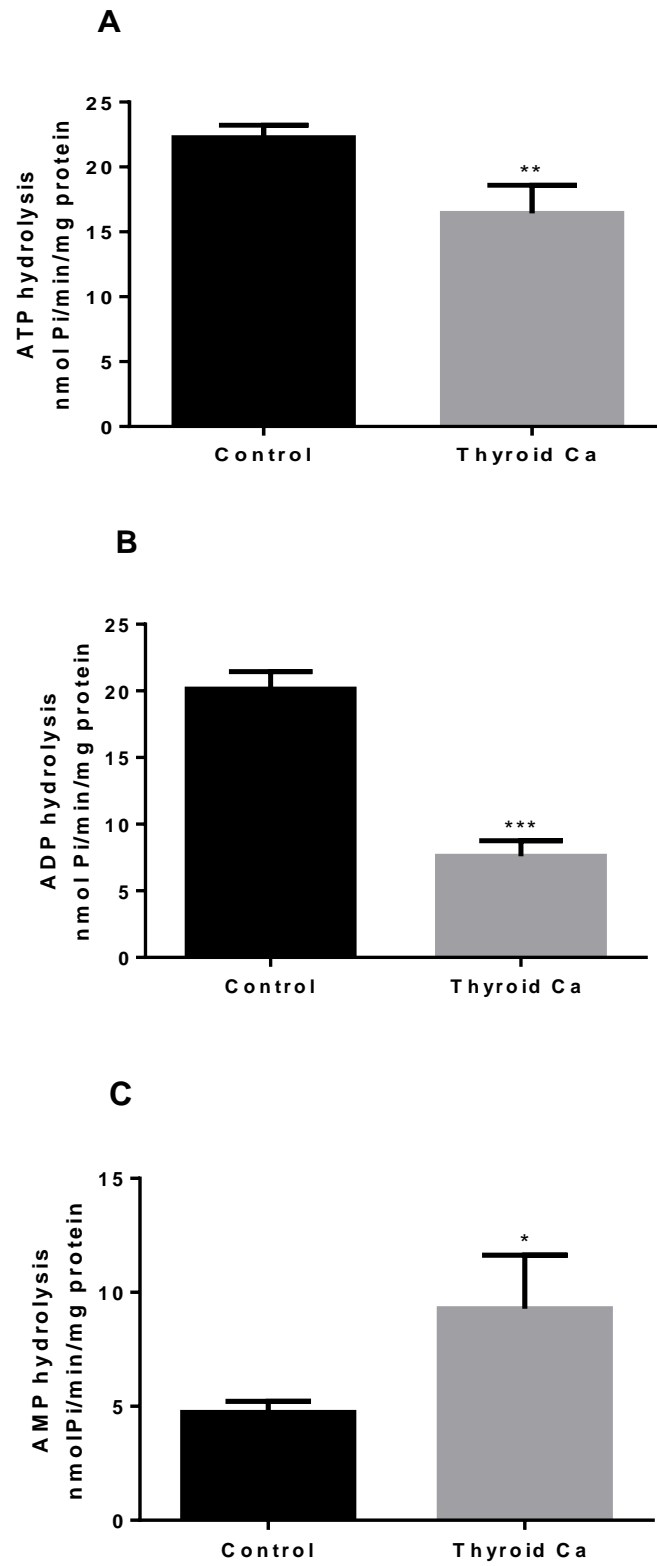 A
ATP hydrolysis
nmol Pi/min/mg protein
25
20
15
10
5
0
**
Control
Thyroid Ca
B
ADP hydrolysis
nmol Pi/min/mg protein
25
20
15
10
5
0
***
Control
Thyroid Ca
C
AMP hydrolysis
nmolPi/min/mg protein
15
10
5
0
*
Control
Thyroid Ca